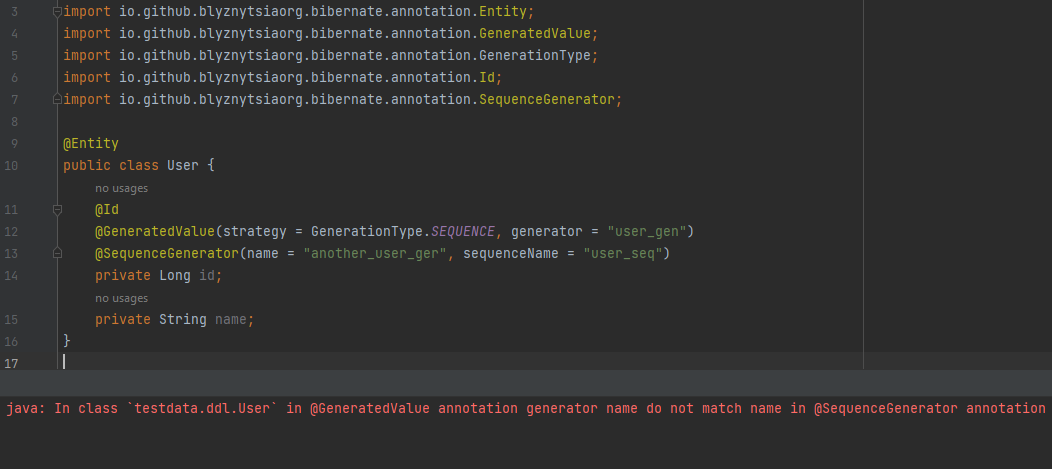 3 import io.github.blyznytsiaorg.bibernate.annotation.Entity;
4 import io.github.blyznytsiaorg.bibernate.annotation.GeneratedValue;
5 import io.github.blyznytsiaorg.bibernate.annotation.GenerationType;
6 import io.github.blyznytsiaorg.bibernate.annotation.Id;
7 import io.github.blyznytsiaorg.bibernate.annotation.SequenceGenerator;
8
9 @Entity
10 public class User {
no usages
11 @Id
12 @GeneratedValue(strategy = GenerationType.SEQUENCE, generator = "user_gen")
13 @SequenceGenerator(name = "another_user_ger", sequenceName = "user_seq")
14 private Long id;
no usages
15 private String name;
16 }
17
java: In class `testdata.ddl.User` in @GeneratedValue annotation generator name do not match name in @SequenceGenerator annotation